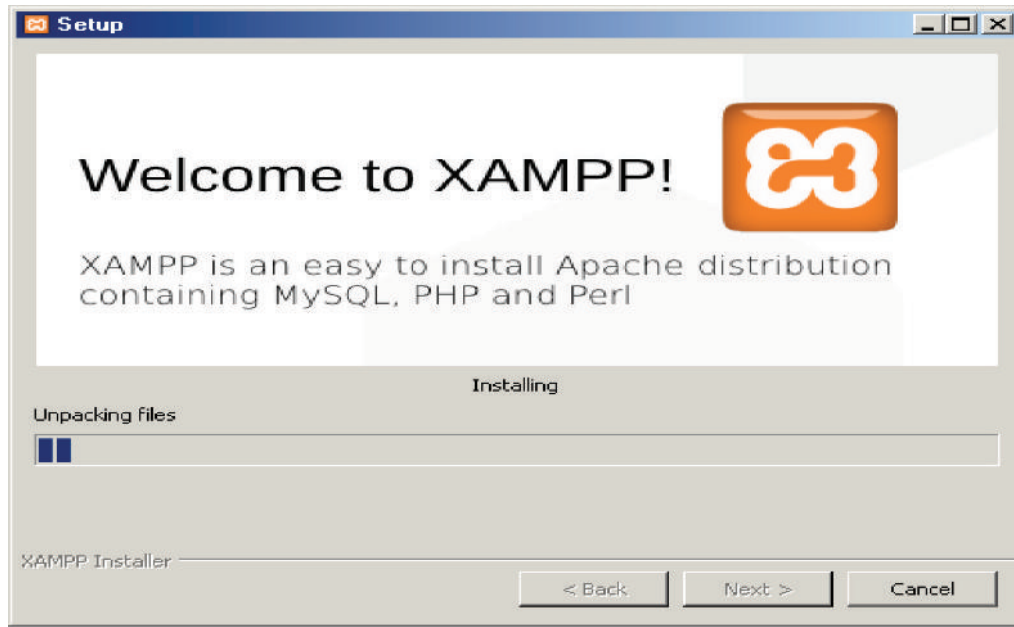 Setup
Welcome to XAMPP!
XAMPP is an easy to install Apache distribution
containing MySQL, PHP and Perl
Installing
Unpacking files
XAMPP Installer
< Back
Next >
Cancel